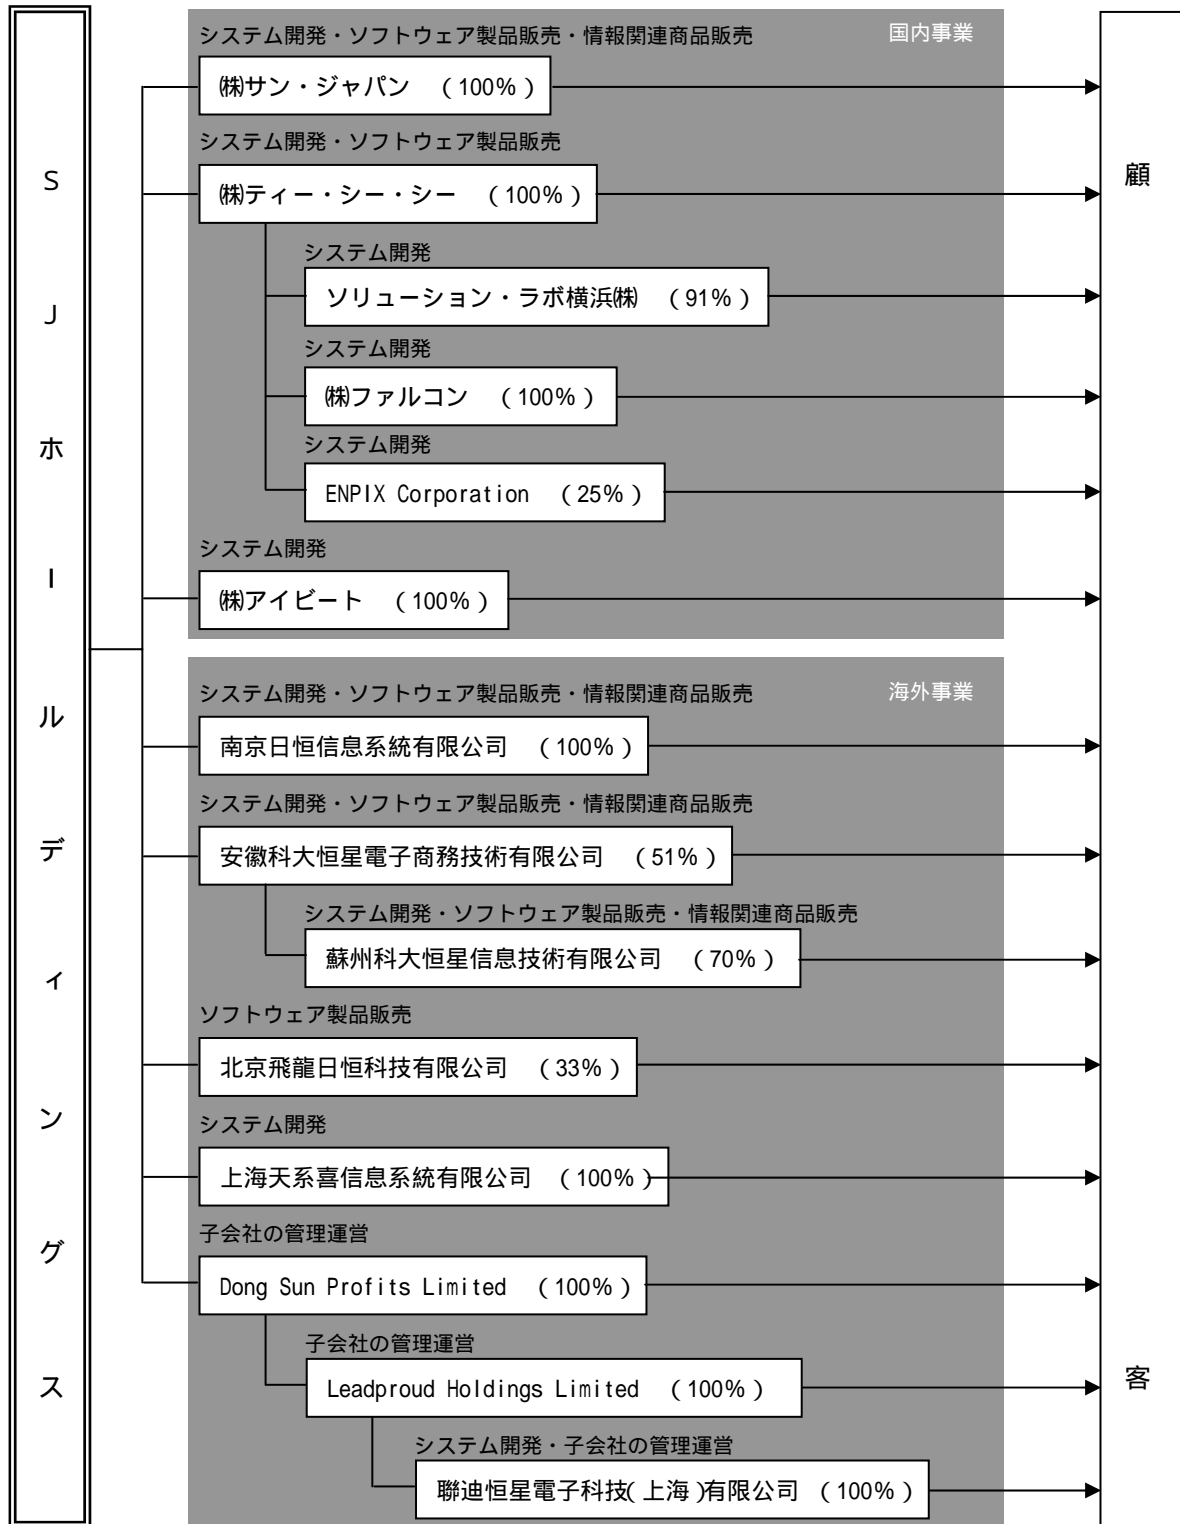 SJホールディングス
国内事業
システム開発・ソフトウェア製品販売・情報関連商品販売
㈱サン・ジャパン （100%）
システム開発・ソフトウェア製品販売
㈱ティー・シー・シー （100%）
システム開発
ソリューション・ラボ横浜㈱ （91%）
システム開発
㈱ファルコン （100%）
システム開発
ENPIX Corporation （25%）
システム開発
㈱アイビート （100%）
海外事業
システム開発・ソフトウェア製品販売・情報関連商品販売
南京日恒信息系統有限公司 （100%）
システム開発・ソフトウェア製品販売・情報関連商品販売
安徽科大恒星電子商務技術有限公司 （51%）
システム開発・ソフトウェア製品販売・情報関連商品販売
蘇州科大恒星信息技術有限公司 （70%）
ソフトウェア製品販売
北京飛龍日恒科技有限公司 （33%）
システム開発
上海天系喜信息系統有限公司 （100%）
子会社の管理運営
Dong Sun Profits Limited （100%）
子会社の管理運営
Leadproud Holdings Limited （100%）
システム開発・子会社の管理運営
聯迪恒星電子科技(上海)有限公司 （100%）
顧客